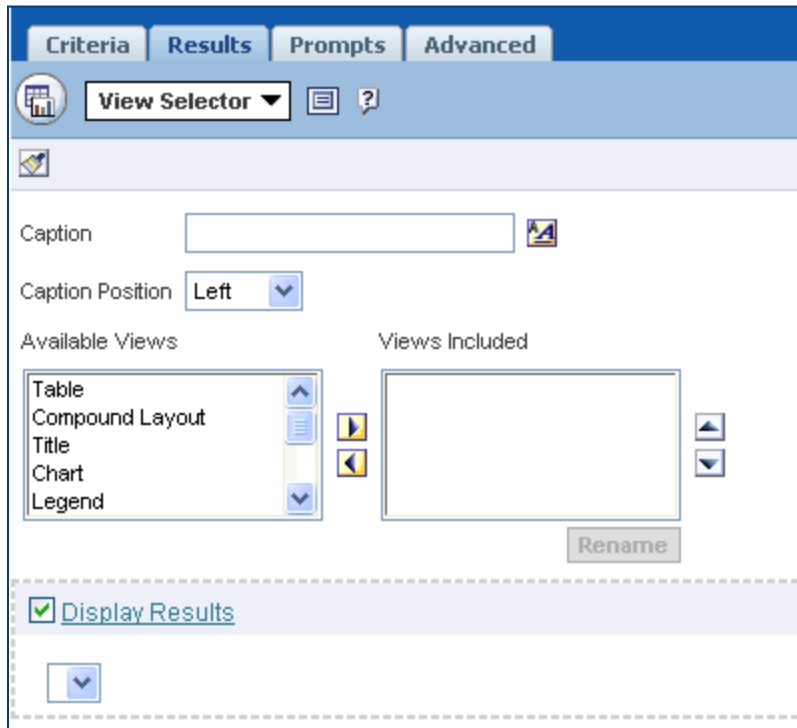 Criteria Results Prompts Advanced
View Selector
Caption
Caption Position Left
Available Views Views Included
Table
Compound Layout
Title
Chart
Legend
Rename
Display Results